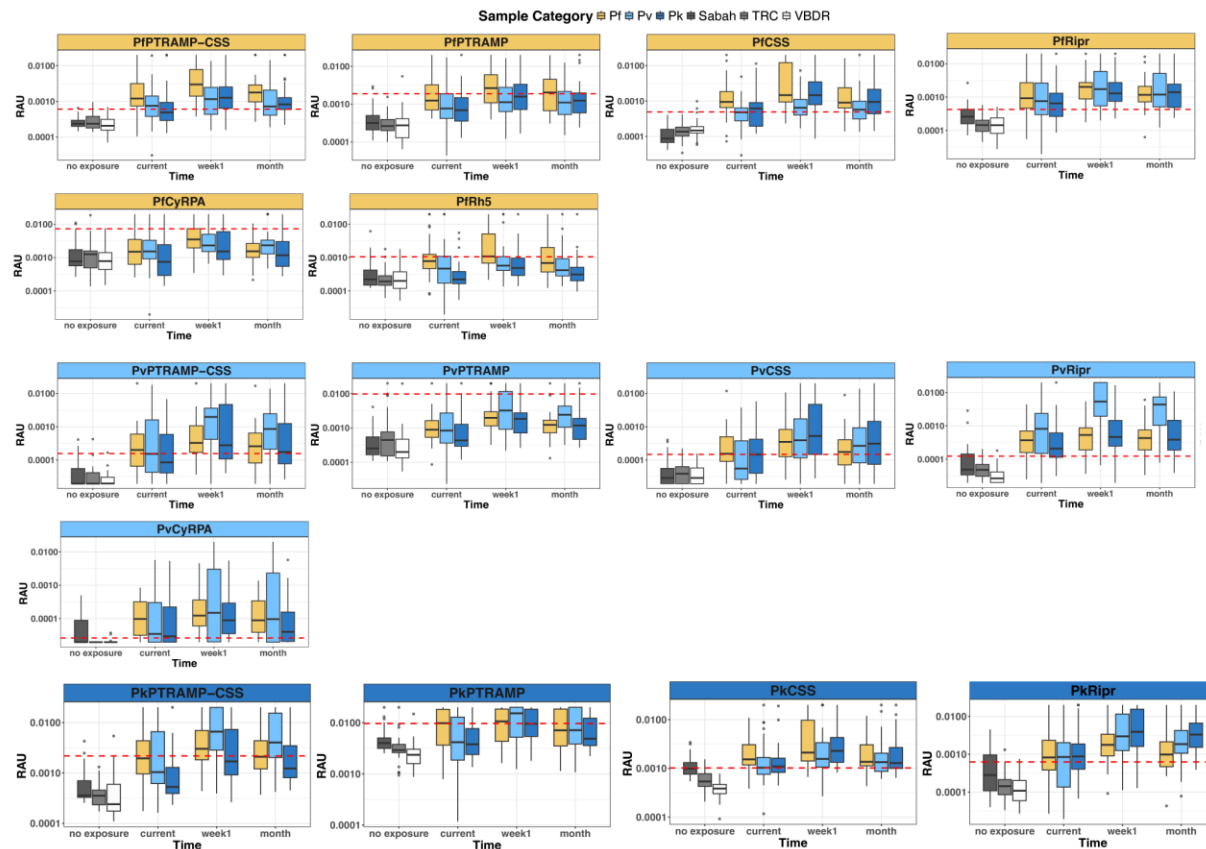 Sample Category Pf Pv Pk Sabah TRC VBDR
PfPTRAMP-CSS PfPTRAMP PfCSS PfRipr
RAU 0.0100 0.0010 0.0001 RAU 0.0100 0.0010 0.0001 RAU 0.0100 0.0010 0.0001 RAU 0.0100 0.0010 0.0001
no exposure current week1 month no exposure current week1 month no exposure current week1 month no exposure current week1 month
Time Time Time Time
PfCyRPA PfRh5
RAU 0.0100 0.0010 0.0001 RAU 0.0100 0.0010 0.0001
no exposure current week1 month no exposure current week1 month
Time Time
PvPTRAMP-CSS PvPTRAMP PvCSS PvRipr
RAU 0.0100 0.0010 0.0001 RAU 0.0100 0.0010 0.0001 RAU 0.0100 0.0010 0.0001 RAU 0.0100 0.0010 0.0001
no exposure current week1 month no exposure current week1 month no exposure current week1 month no exposure current week1 month
Time Time Time Time
PvCyRPA
RAU 0.0100 0.0010 0.0001
no exposure current week1 month
Time
PkPTRAMP-CSS PkPTRAMP PkCSS PkRipr
RAU 0.0100 0.0010 0.0001 RAU 0.0100 0.0010 0.0001 RAU 0.0100 0.0010 0.0001 RAU 0.0100 0.0010 0.0001
no exposure current week1 month no exposure current week1 month no exposure current week1 month no exposure current week1 month
Time Time Time Time